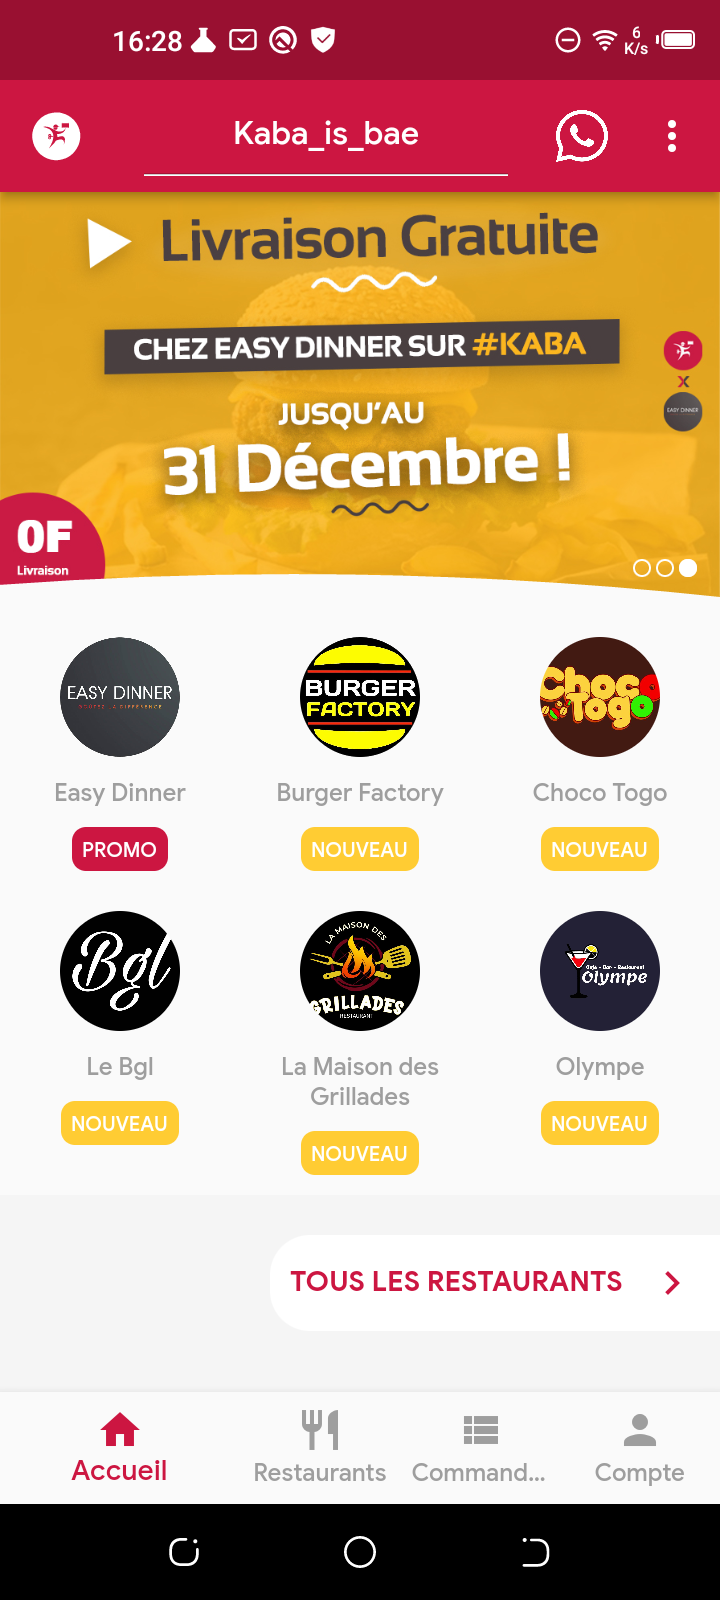 16:28
6
K/s
Kaba_is_bae
Livraison Gratuite
CHEZ EASY DINNER SUR #KABA
JUSQU'AU
31 Décembre !
X
EASY DINNER
0F
Livraison
EASY DINNER
BURGER
FACTORY
Choco
Togo
Easy Dinner
Burger Factory
Choco Togo
PROMO
NOUVEAU
NOUVEAU
Bgl
LA MAISON DES
GRILLADES
RESTAURANT
Café - Bar - Restaurant
Olympe
Le Bgl
La Maison des
Grillades
Olympe
NOUVEAU
NOUVEAU
NOUVEAU
TOUS LES RESTAURANTS
Accueil
Restaurants
Command...
Compte